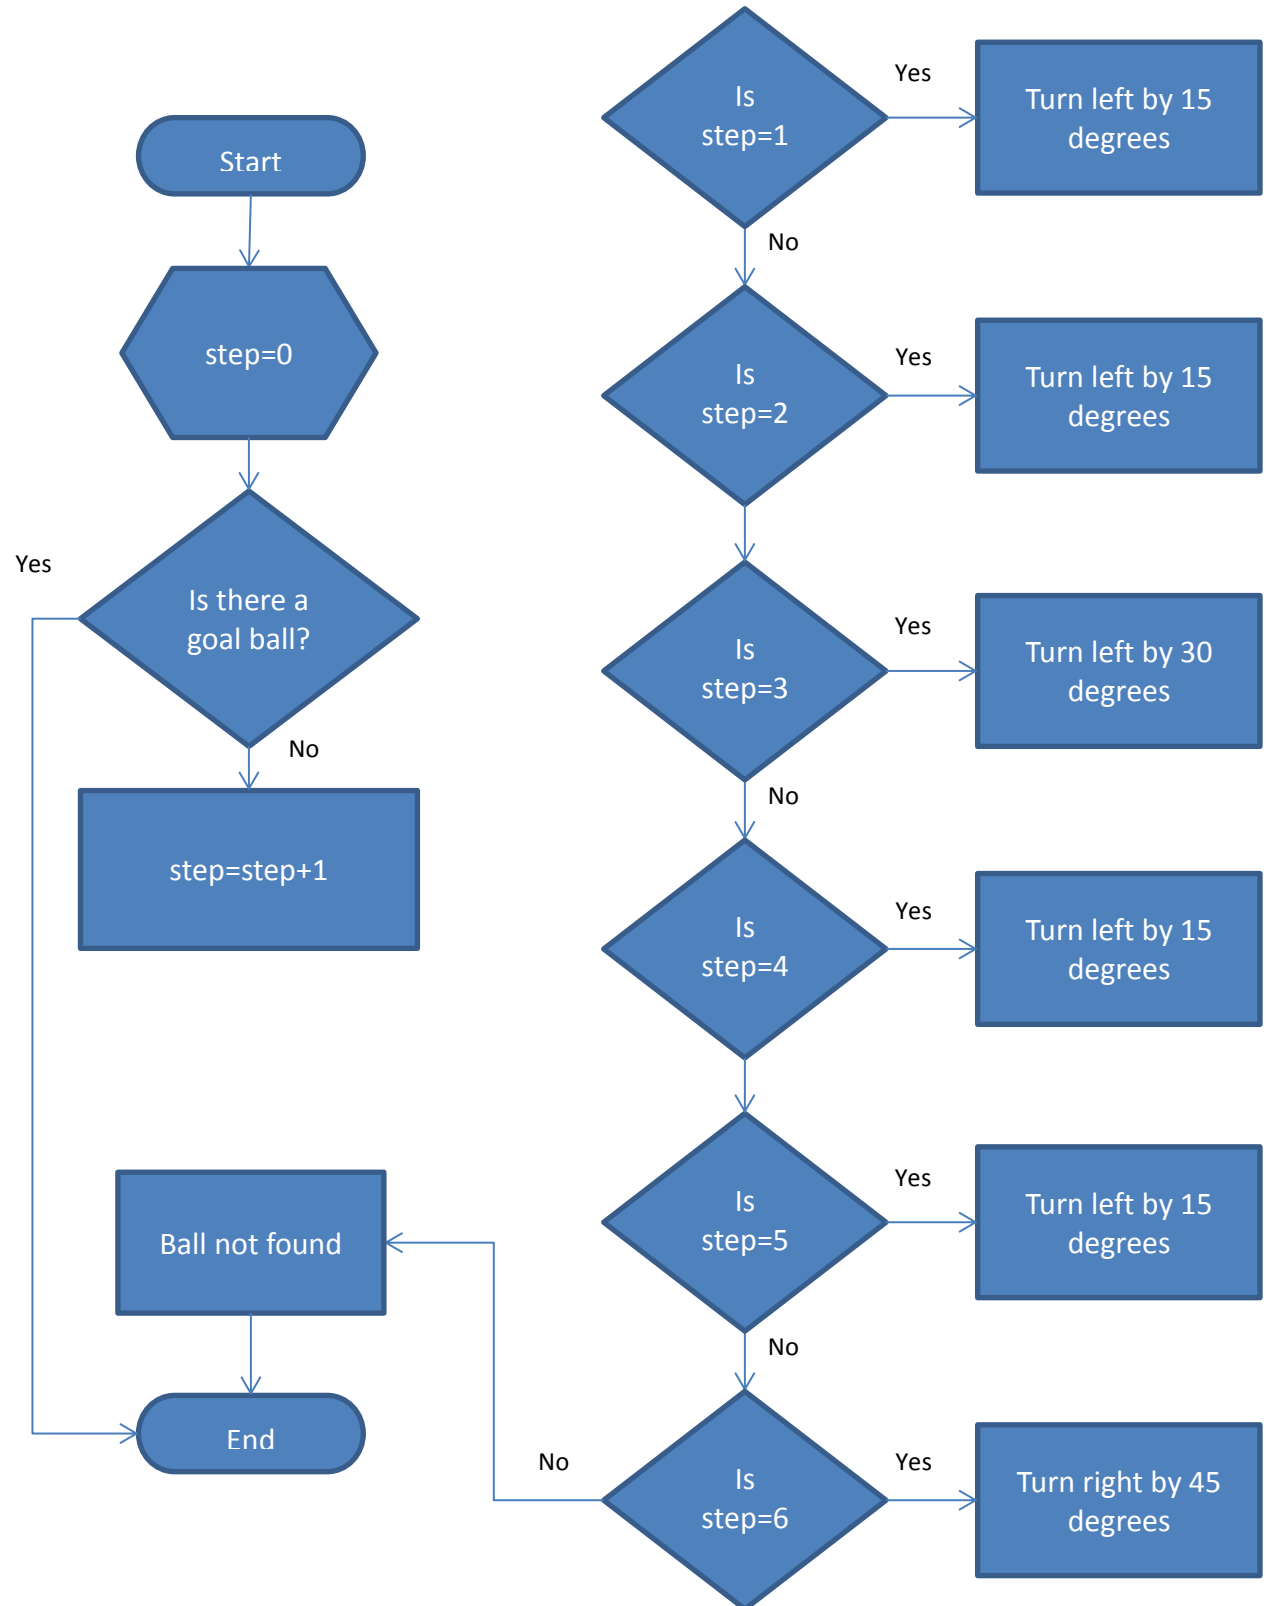 Start
step=0
Yes
Is there a
goal ball?
No
step=step+1
Ball not found
End
Is
step=1
Yes
Turn left by 15
degrees
No
Is
step=2
Yes
Turn left by 15
degrees
Is
step=3
Yes
Turn left by 30
degrees
No
Is
step=4
Yes
Turn left by 15
degrees
Is
step=5
Yes
Turn left by 15
degrees
No
Is
step=6
No
Yes
Turn right by 45
degrees